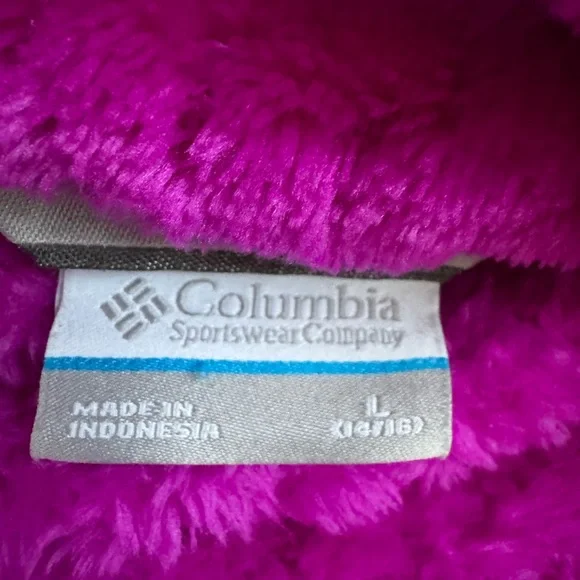 Columbia
Sportswear Company
MADE IN
INDONESIA
L
(14/16)